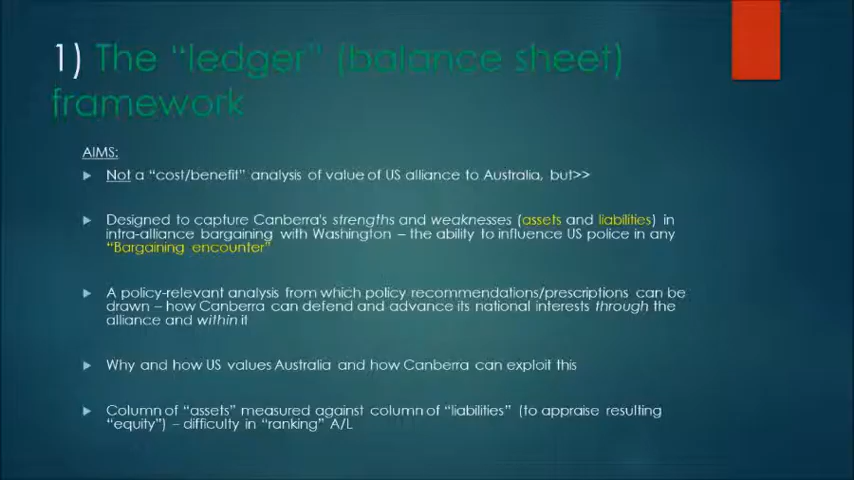 1) The “ledger” (balance sheet)
framework
AIMS:
Not a “cost/benefit” analysis of value of US alliance to Australia, but>>
Designed to capture Canberra's strengths and weaknesses (assets and liabilities) in
intra-alliance bargaining with Washington – the ability to influence US police in any
“Bargaining encounter”
A policy-relevant analysis from which policy recommendations/prescriptions can be
drawn – how Canberra can defend and advance its national interests through the
alliance and within it
Why and how US values Australia and how Canberra can exploit this
Column of “assets” measured against column of “liabilities” (to appraise resulting
“equity”) – difficulty in “ranking” A/L